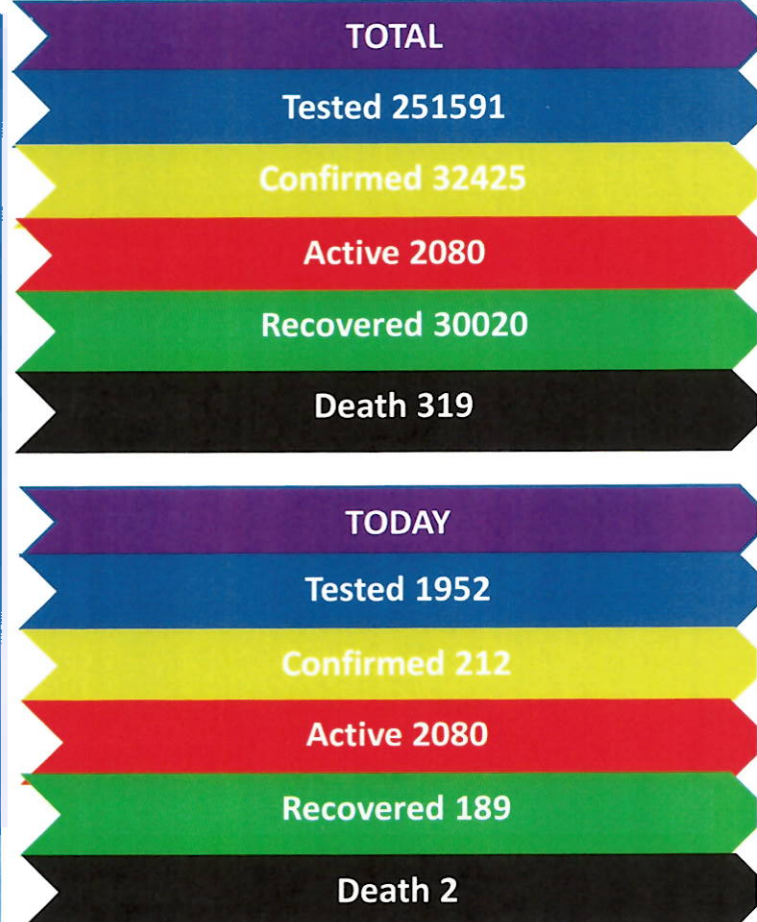 TOTAL
Tested 251591
Confirmed 32425
Active 2080
Recovered 30020
Death 319
TODAY
Tested 1952
Confirmed 212
Active 2080
Recovered 189
Death 2